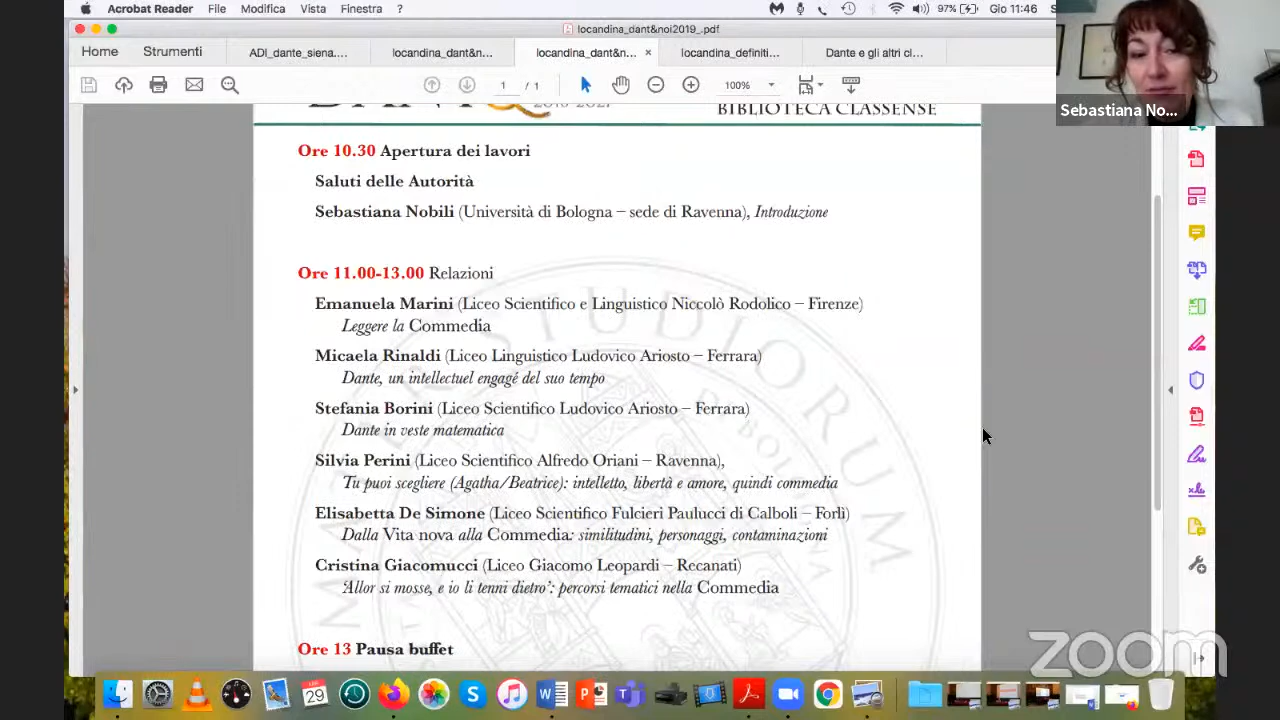 Acrobat Reader File Modifica Vista Finestra ? 97% Gio 11:46
locandina_dant&noi2019_.pdf
Home Strumenti ADI_dante_siena.... locandina_dant&n... locandina_dant&n... × locandina_definiti... Dante e gli altri cl...
1 / 1 100%
BIBLIOTECA CLASSENSE
Sebastiana No...
Ore 10.30 Apertura dei lavori
Saluti delle Autorità
Sebastiana Nobili (Università di Bologna – sede di Ravenna), Introduzione
Ore 11.00-13.00 Relazioni
Emanuela Marini (Liceo Scientifico e Linguistico Niccolò Rodolico – Firenze)
Leggere la Commedia
Micaela Rinaldi (Liceo Linguistico Ludovico Ariosto – Ferrara)
Dante, un intellectuel engagé del suo tempo
Stefania Borini (Liceo Scientifico Ludovico Ariosto – Ferrara)
Dante in veste matematica
Silvia Perini (Liceo Scientifico Alfredo Oriani – Ravenna),
Tu puoi scegliere (Agatha/Beatrice): intelletto, libertà e amore, quindi commedia
Elisabetta De Simone (Liceo Scientifico Fulcieri Paulucci di Calboli – Forlì)
Dalla Vita nova alla Commedia: similitudini, personaggi, contaminazioni
Cristina Giacomucci (Liceo Giacomo Leopardi – Recanati)
‘Allor si mosse, e io li tenni dietro’: percorsi tematici nella Commedia
Ore 13 Pausa buffet
zoom
29